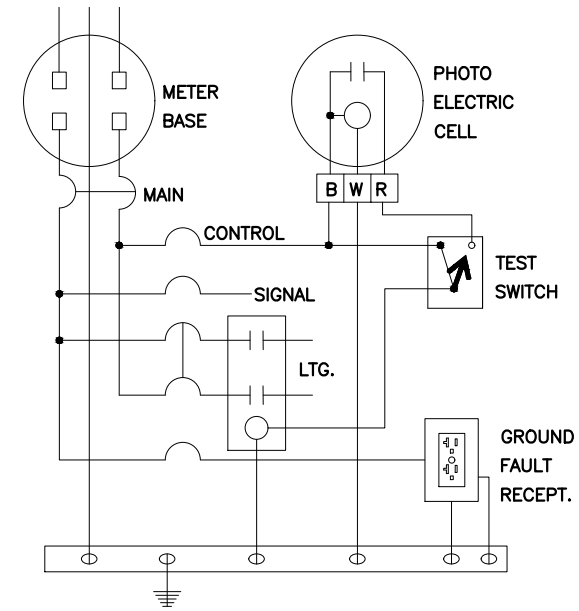 METER
BASE
PHOTO
ELECTRIC
CELL
B W R
MAIN
CONTROL
TEST
SWITCH
SIGNAL
LTG.
GROUND
FAULT
RECEPT.